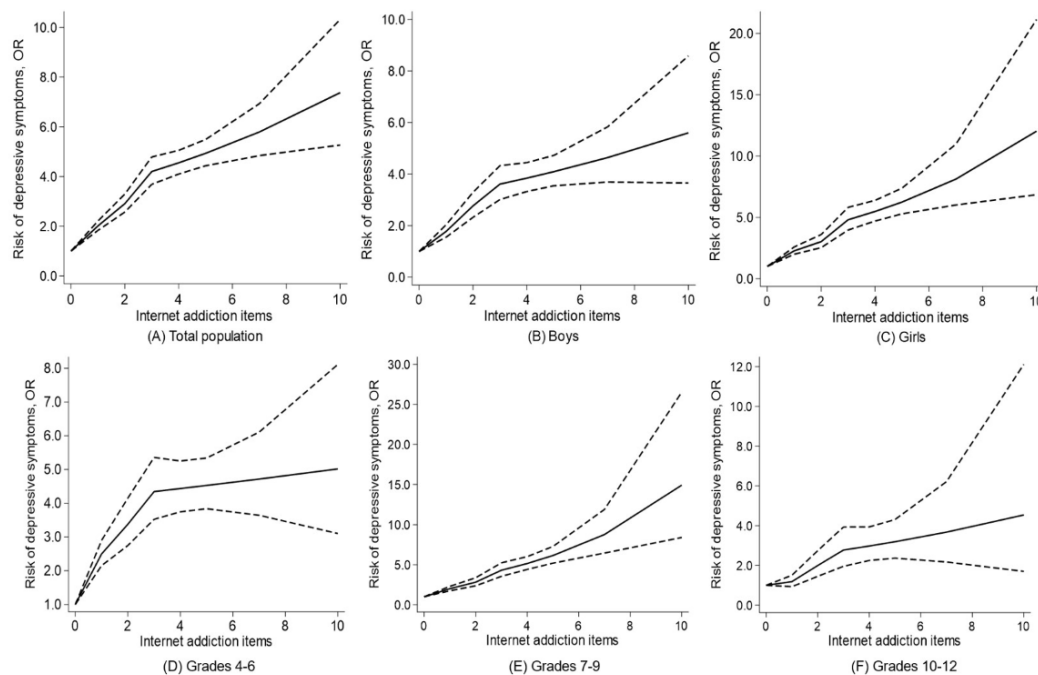 Risk of depressive symptoms, OR
10.0
8.0
6.0
4.0
2.0
0.0
0 2 4 6 8 10
Internet addiction items
(A) Total population
Risk of depressive symptoms, OR
10.0
8.0
6.0
4.0
2.0
0.0
0 2 4 6 8 10
Internet addiction items
(B) Boys
Risk of depressive symptoms, OR
20.0
15.0
10.0
5.0
0.0
0 2 4 6 8 10
Internet addiction items
(C) Girls
Risk of depressive symptoms, OR
8.0
7.0
6.0
5.0
4.0
3.0
2.0
1.0
0 2 4 6 8 10
Internet addiction items
(D) Grades 4-6
Risk of depressive symptoms, OR
30.0
25.0
20.0
15.0
10.0
5.0
0.0
0 2 4 6 8 10
Internet addiction items
(E) Grades 7-9
Risk of depressive symptoms, OR
12.0
10.0
8.0
6.0
4.0
2.0
0.0
0 2 4 6 8 10
Internet addiction items
(F) Grades 10-12